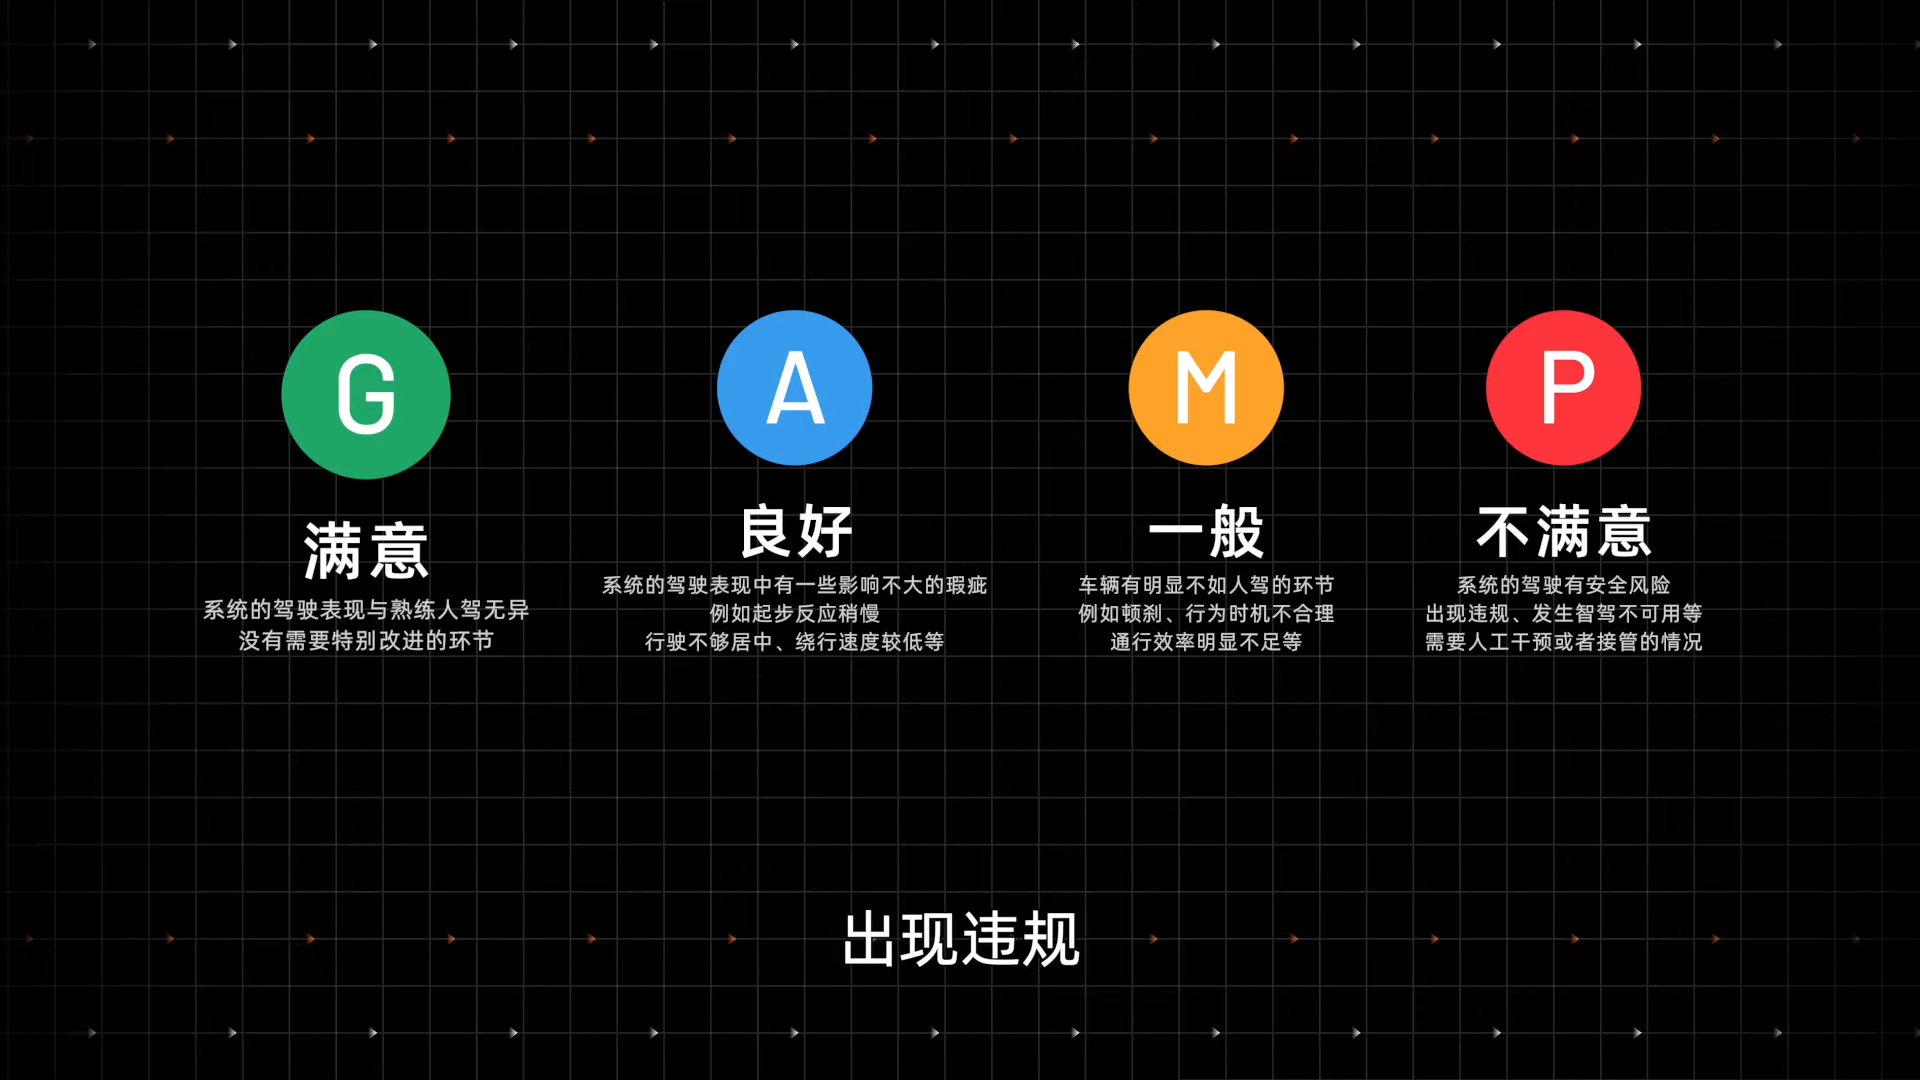 G
满意
系统的驾驶表现与熟练人驾无异
没有需要特别改进的环节
A
良好
系统的驾驶表现中有一些影响不大的瑕疵
例如起步反应稍慢
行驶不够居中、绕行速度较低等
M
一般
车辆有明显不如人驾的环节
例如顿刹、行为时机不合理
通行效率明显不足等
P
不满意
系统的驾驶有安全风险
出现违规、发生智驾不可用等
需要人工干预或者接管的情况
出现违规